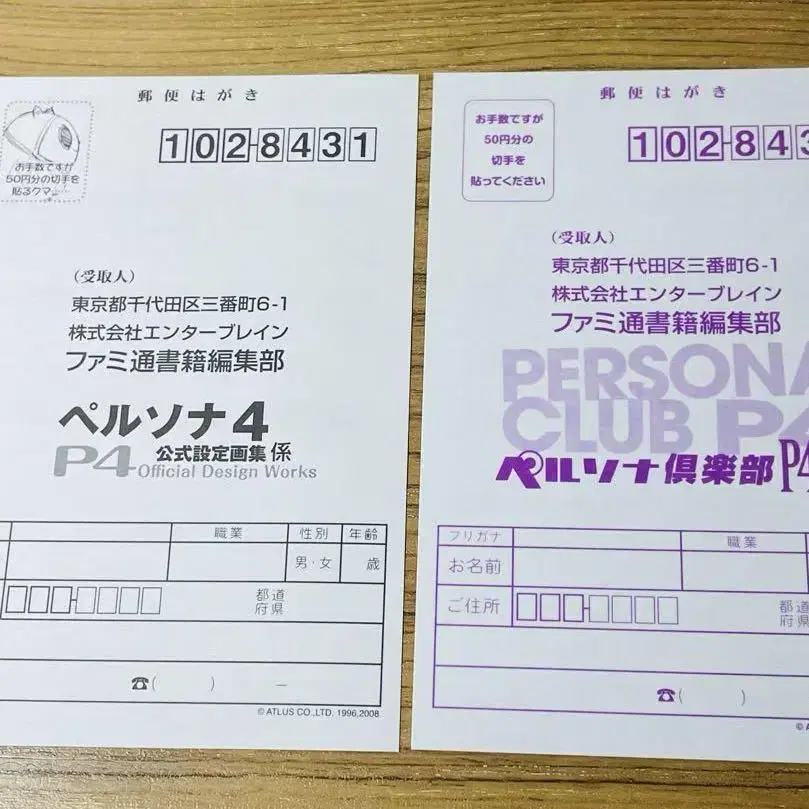 郵便はがき
お手数ですが
50円分の切手を
貼るクマ……
102-8431
(受取人)
東京都千代田区三番町6-1
株式会社エンターブレイン
ファミ通書籍編集部
ペルソナ4
P4 公式設定画集 係
Official Design Works
職業 性別 年齢
男・女 歳
都道
府県
☎( ) –
© ATLUS CO.,LTD. 1996,2008
郵便はがき
お手数ですが
50円分の
切手を
貼ってください
102-843
(受取人)
東京都千代田区三番町6-1
株式会社エンターブレイン
ファミ通書籍編集部
PERSONA
CLUB P4
ペルソナ倶楽部 P4
フリガナ 職業
お名前
ご住所 都道
府県
☎( )
©